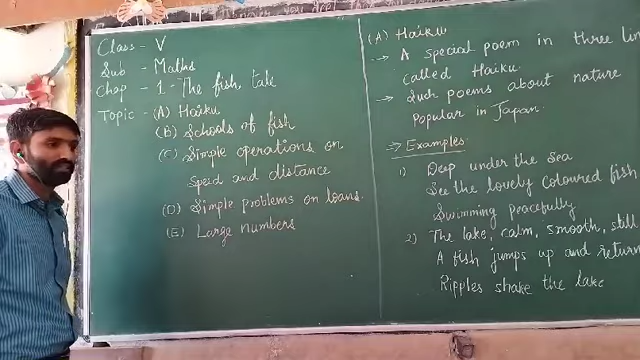 Class - V
Sub - Maths
Chap - 1. The fish, tale
Topic - (A) Haiku
(B) Schools of fish
(C) Simple operations on
Speed and distance
(D) Simple problems on loans.
(E) Large numbers
(A) Haiku
→ A special poem in three
called Haiku.
→ Such poems about nature
Popular in Japan.
⇒ Examples
1) Deep under the sea
See the lovely coloured fish
Swimming peacefully
2) The lake, calm, smooth, still
A fish jumps up and return
Ripples shake the lake